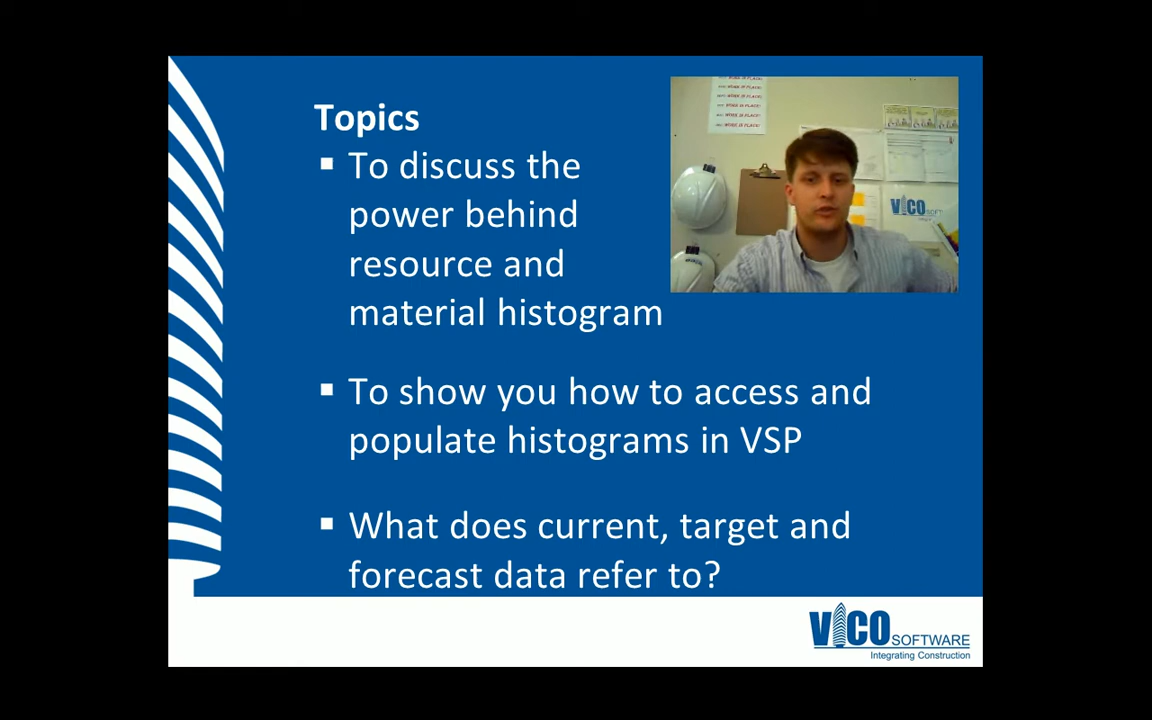 Topics
▪ To discuss the
power behind
resource and
material histogram
▪ To show you how to access and
populate histograms in VSP
▪ What does current, target and
forecast data refer to?
VICO
VICO SOFTWARE
Integrating Construction